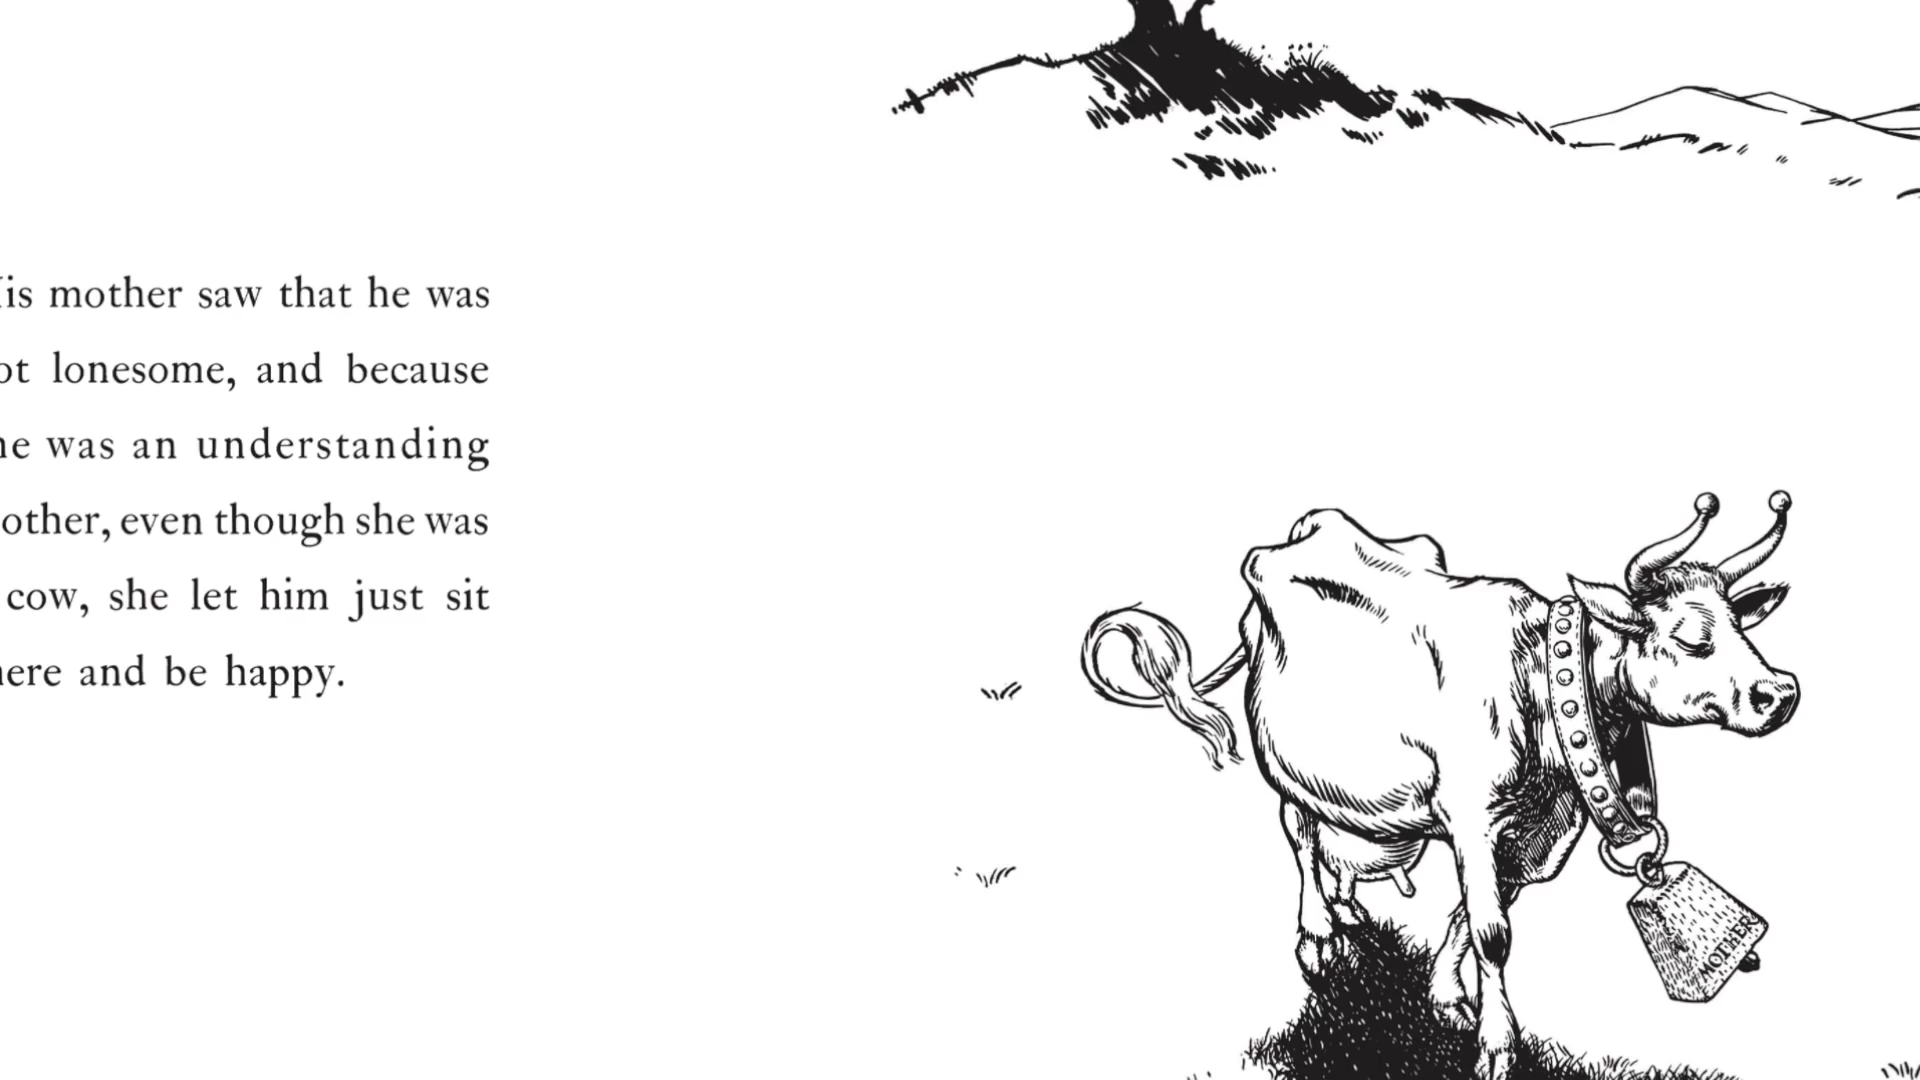 is mother saw that he was
ot lonesome, and because
he was an understanding
other, even though she was
cow, she let him just sit
here and be happy.
MOTHER